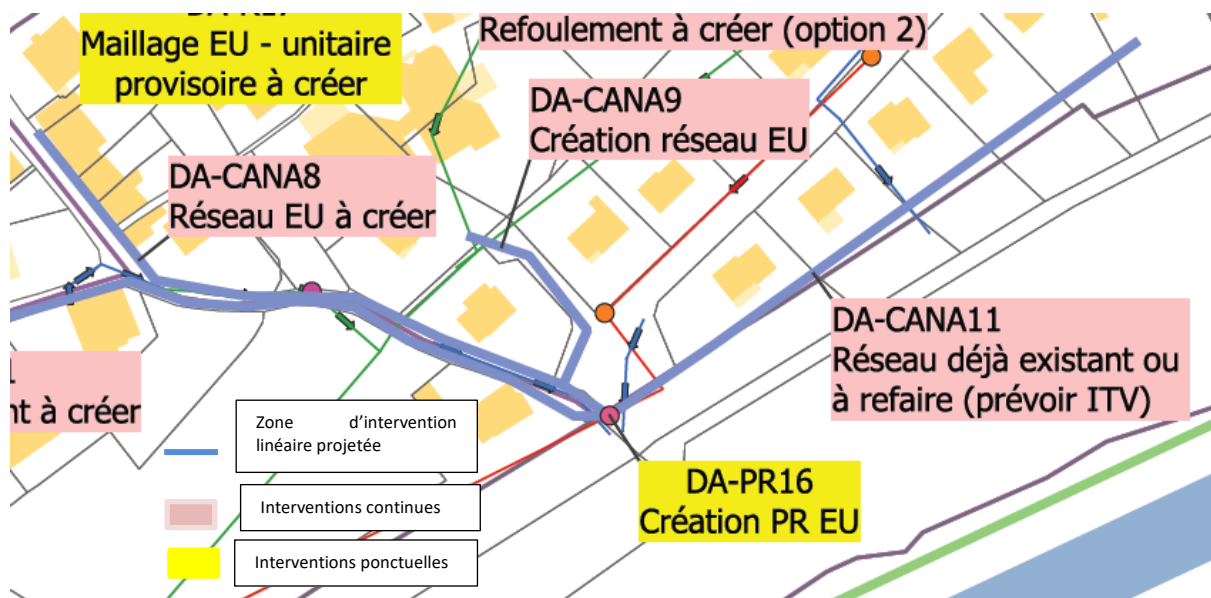 Maillage EU - unitaire
provisoire à créer
Refoulement à créer (option 2)
DA-CANA9
Création réseau EU
DA-CANA8
Réseau EU à créer
DA-CANA11
Réseau déjà existant ou
à refaire (prévoir ITV)
à créer
Zone d'intervention
linéaire projetée
Interventions continues
Interventions ponctuelles
DA-PR16
Création PR EU